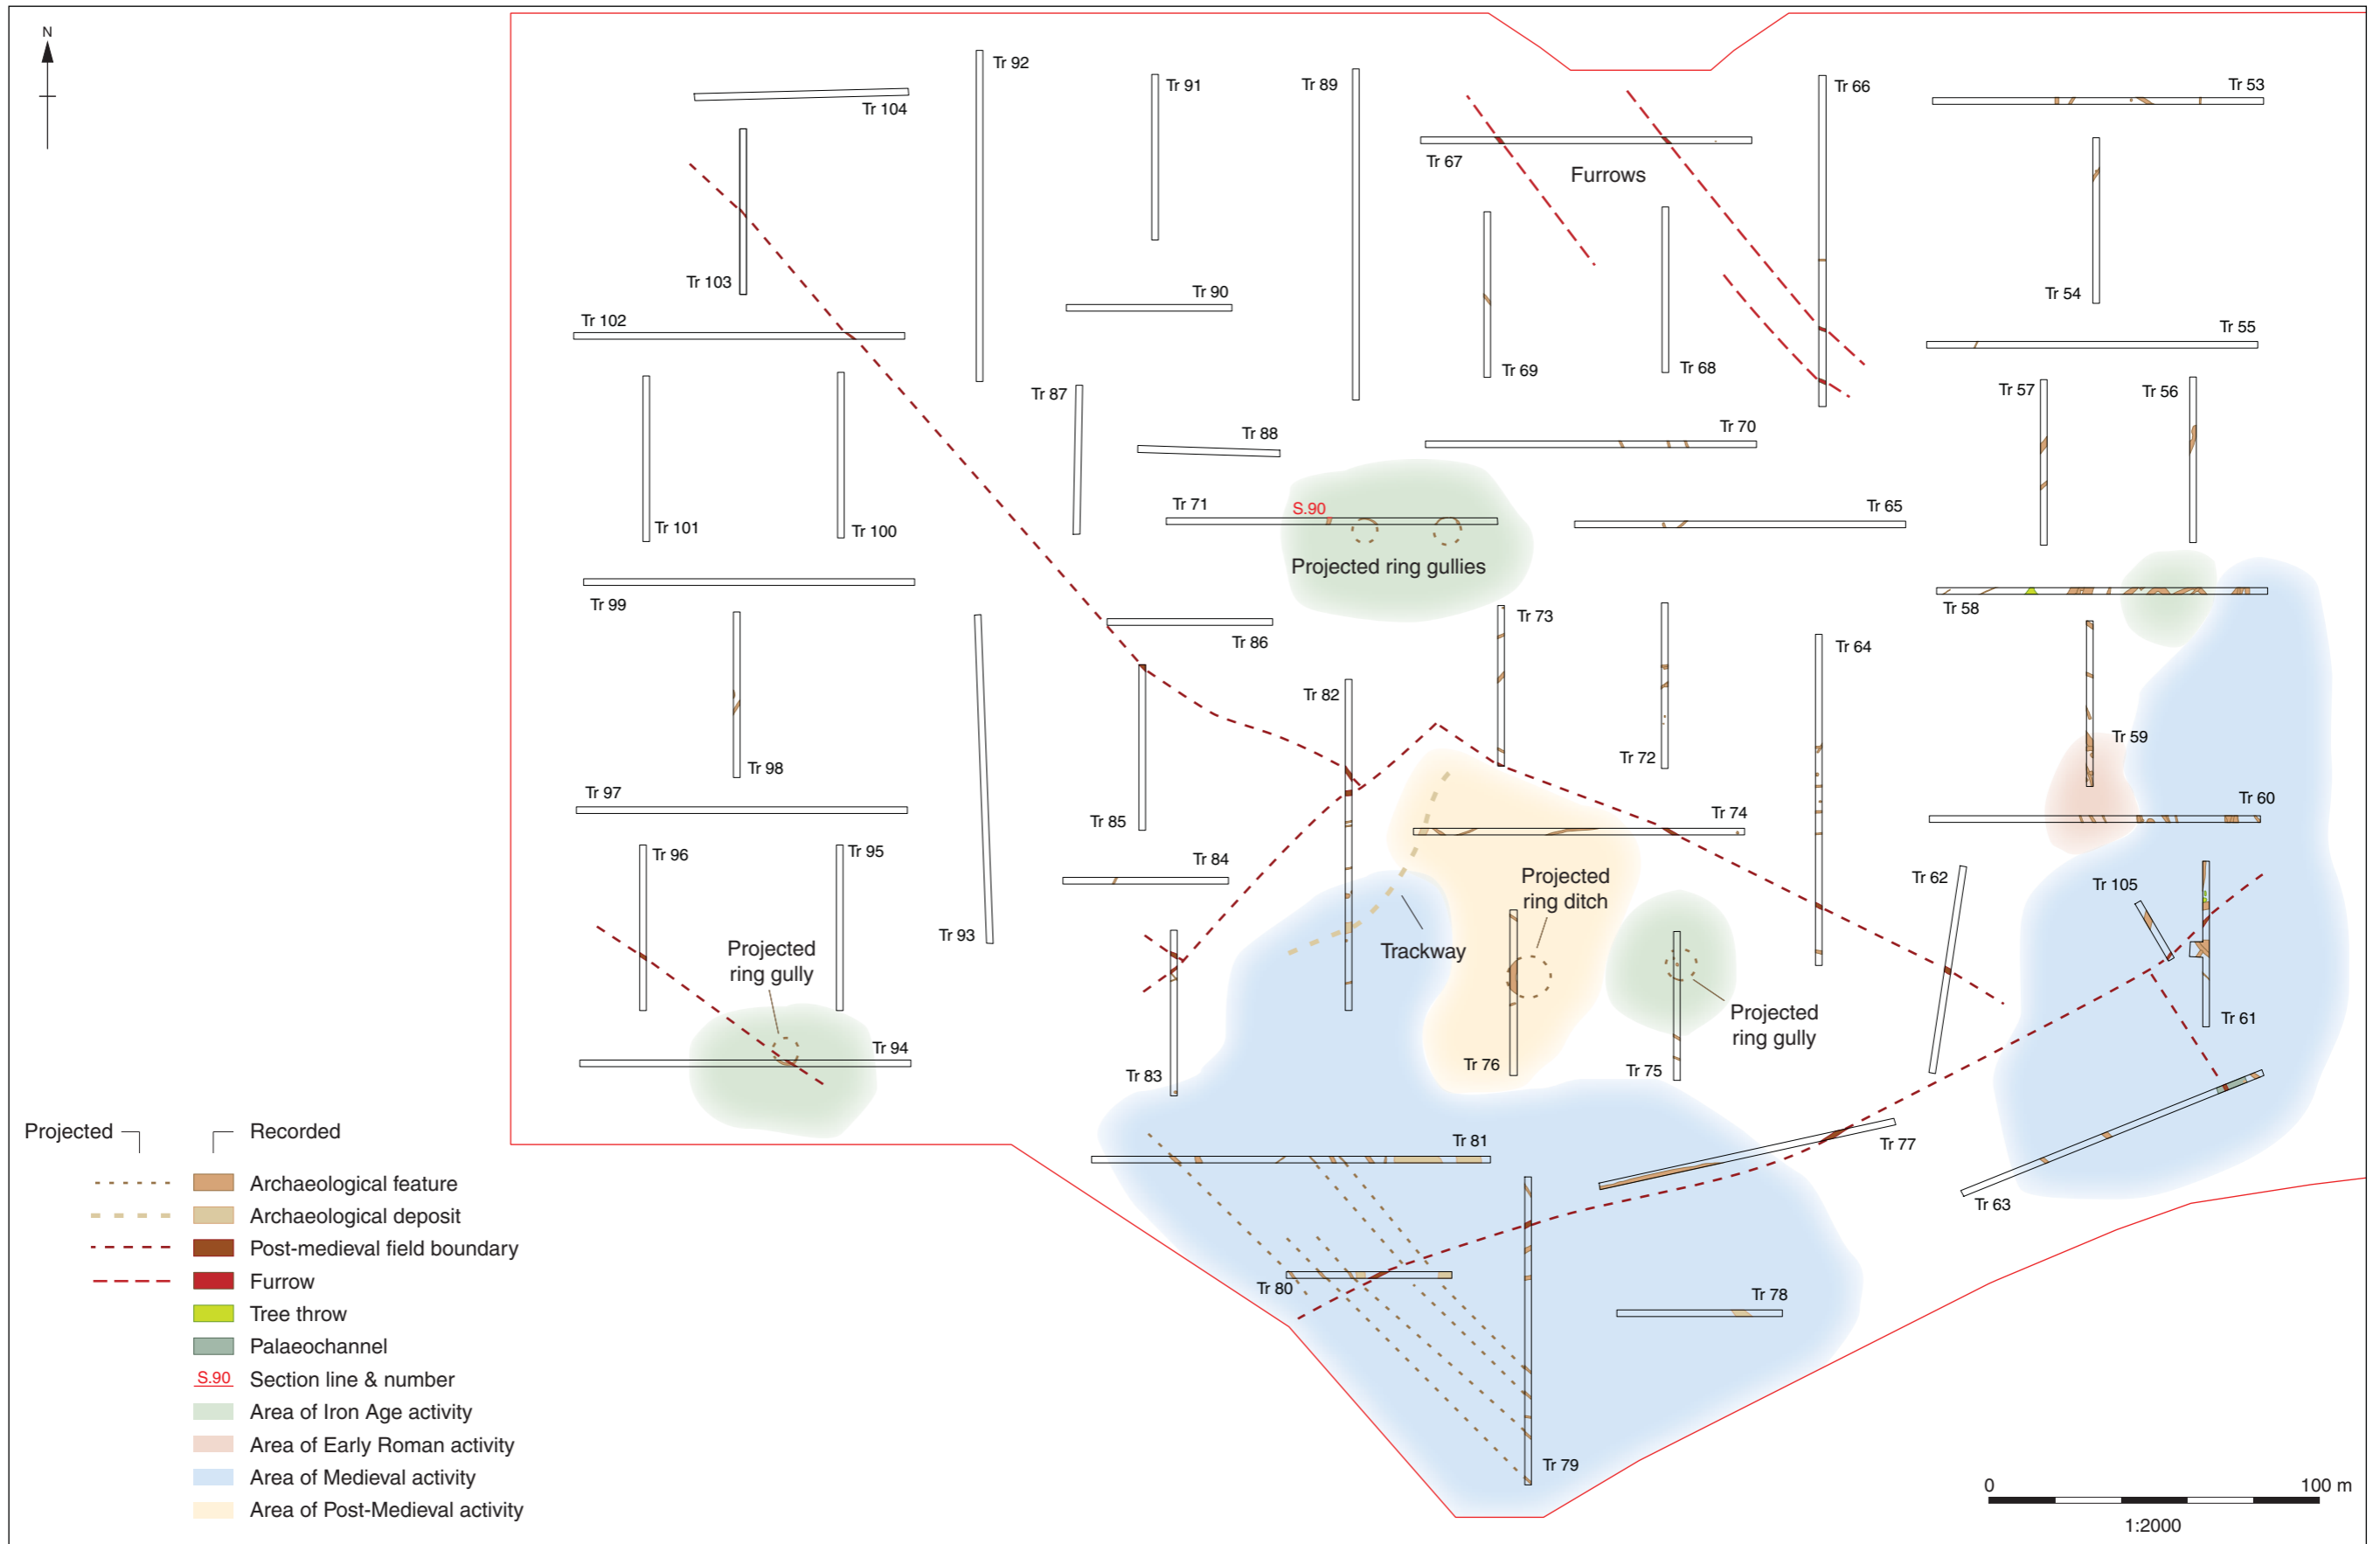 N
Tr 92
Tr 91
Tr 89
Tr 66
Tr 53
Tr 104
Tr 67
Furrows
Tr 103
Tr 90
Tr 54
Tr 102
Tr 55
Tr 69
Tr 68
Tr 87
Tr 57
Tr 56
Tr 88
Tr 70
Tr 71
S.90
Tr 65
Tr 101
Tr 100
Projected ring gullies
Tr 99
Tr 58
Tr 86
Tr 73
Tr 64
Tr 82
Tr 59
Tr 98
Tr 72
Tr 97
Tr 60
Tr 85
Tr 74
Tr 96
Tr 95
Tr 84
Tr 62
Tr 105
Projected
ring ditch
Tr 93
Projected
ring gully
Trackway
Projected
ring gully
Tr 61
Tr 94
Tr 83
Tr 76
Tr 75
Tr 81
Tr 77
Tr 63
Tr 80
Tr 78
Tr 79
Projected
Recorded
Archaeological feature
Archaeological deposit
Post-medieval field boundary
Furrow
Tree throw
Palaeochannel
S.90 Section line & number
Area of Iron Age activity
Area of Early Roman activity
Area of Medieval activity
Area of Post-Medieval activity
0 100 m
1:2000